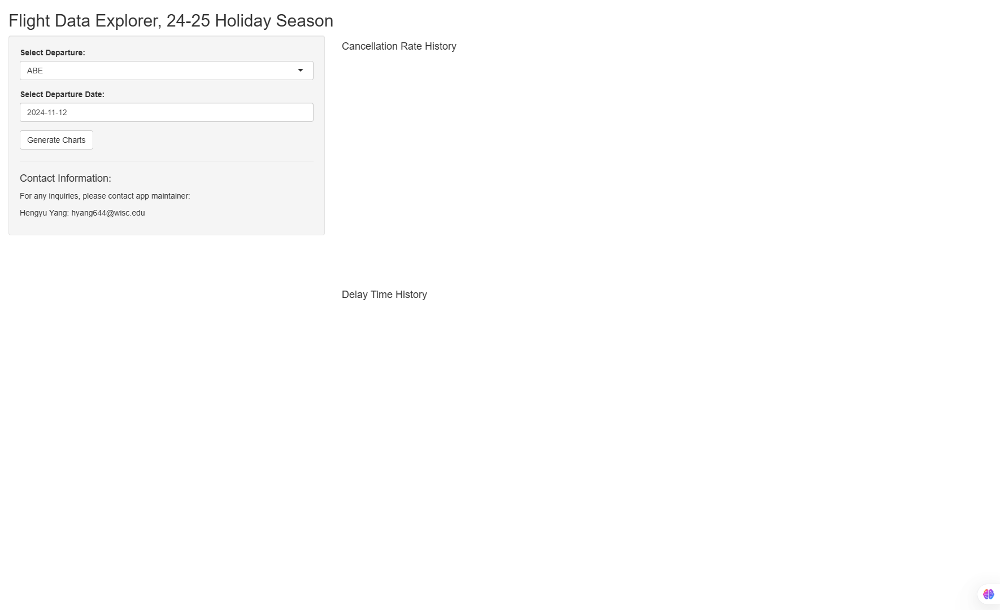 Flight Data Explorer, 24-25 Holiday Season
Select Departure:
ABE
Select Departure Date:
2024-11-12
Generate Charts
Contact Information:
For any inquiries, please contact app maintainer:
Hengyu Yang: hyang644@wisc.edu
Cancellation Rate History
Delay Time History